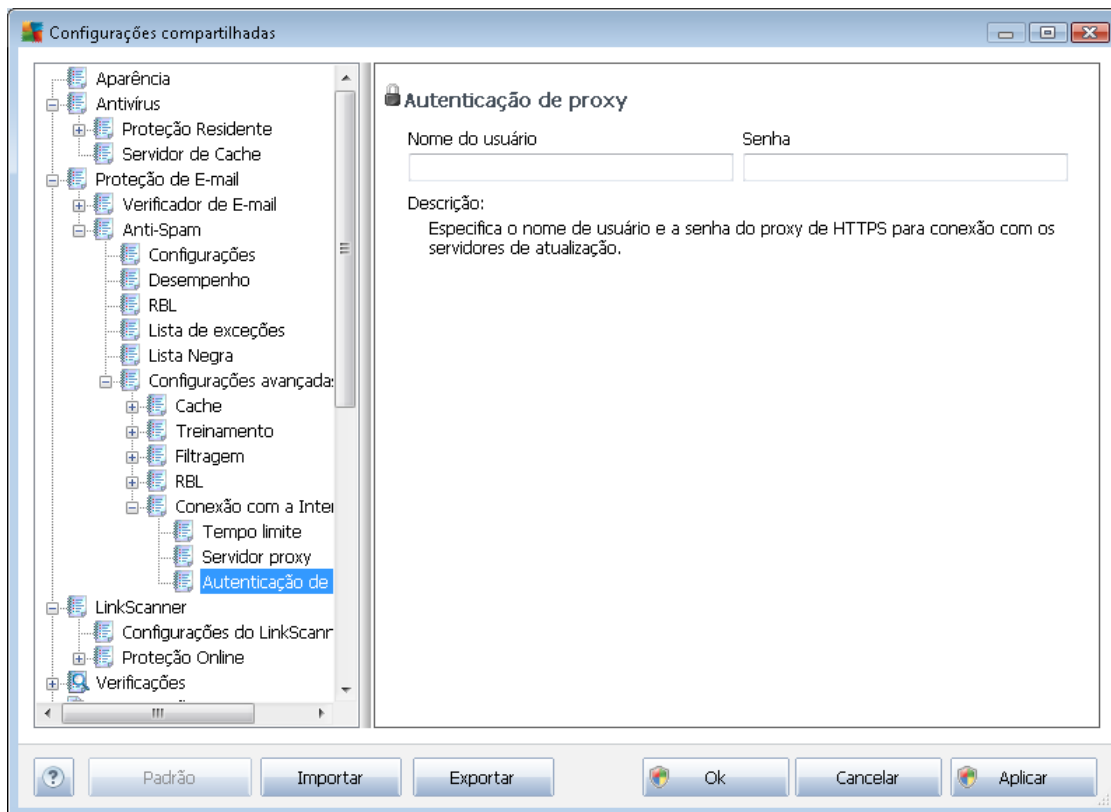 Configurações compartilhadas
Aparência
Antivírus
Proteção Residente
Servidor de Cache
Proteção de E-mail
Verificador de E-mail
Anti-Spam
Configurações
Desempenho
RBL
Lista de exceções
Lista Negra
Configurações avançada
Cache
Treinamento
Filtragem
RBL
Conexão com a Inter
Tempo limite
Servidor proxy
Autenticação de
LinkScanner
Configurações do LinkScann
Proteção Online
Verificações
Autenticação de proxy
Nome do usuário
Senha
Descrição:
Especifica o nome de usuário e a senha do proxy de HTTPS para conexão com os
servidores de atualização.
? Padrão Importar Exportar Ok Cancelar Aplicar